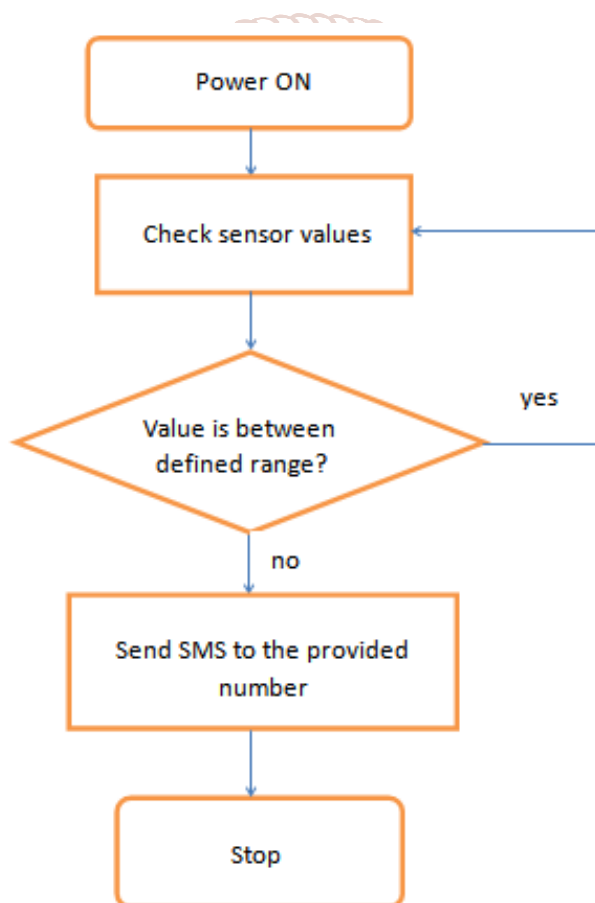 Power ON
Check sensor values
yes
Value is between
defined range?
no
Send SMS to the provided
number
Stop